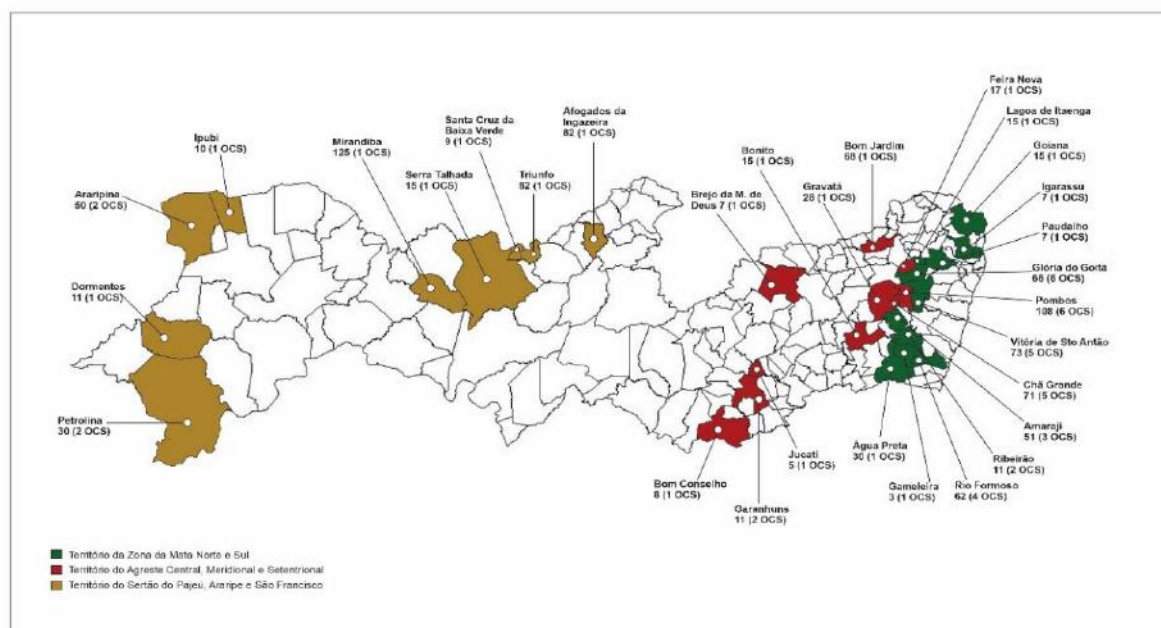 Feira Nova
17 (1 OCS)
Lagoa de Itaenga
15 (1 OCS)
Goiana
15 (1 OCS)
Igarassu
7 (1 OCS)
Paudalho
7 (1 OCS)
Glória do Goitá
66 (6 OCS)
Pombos
108 (6 OCS)
Vitória de Sto Antão
73 (5 OCS)
Chã Grande
71 (5 OCS)
Amaraji
51 (3 OCS)
Ribeirão
11 (2 OCS)
Rio Formoso
62 (4 OCS)
Gameleira
3 (1 OCS)
Água Preta
30 (1 OCS)
Bom Jardim
68 (1 OCS)
Bonito
15 (1 OCS)
Gravatá
26 (1 OCS)
Brejo da M. de
Deus 7 (1 OCS)
Afogados da
Ingazeira
82 (1 OCS)
Santa Cruz da
Baixa Verde
9 (1 OCS)
Triunfo
82 (1 OCS)
Serra Talhada
15 (1 OCS)
Mirandiba
125 (1 OCS)
Ipubi
10 (1 OCS)
Araripina
50 (2 OCS)
Dormentes
11 (1 OCS)
Petrolina
30 (2 OCS)
Jucati
5 (1 OCS)
Bom Conselho
8 (1 OCS)
Garanhuns
11 (2 OCS)
Território da Zona da Mata Norte e Sul
Território do Agreste Central, Meridional e Setentrional
Território do Sertão do Pajeú, Araripe e São Francisco